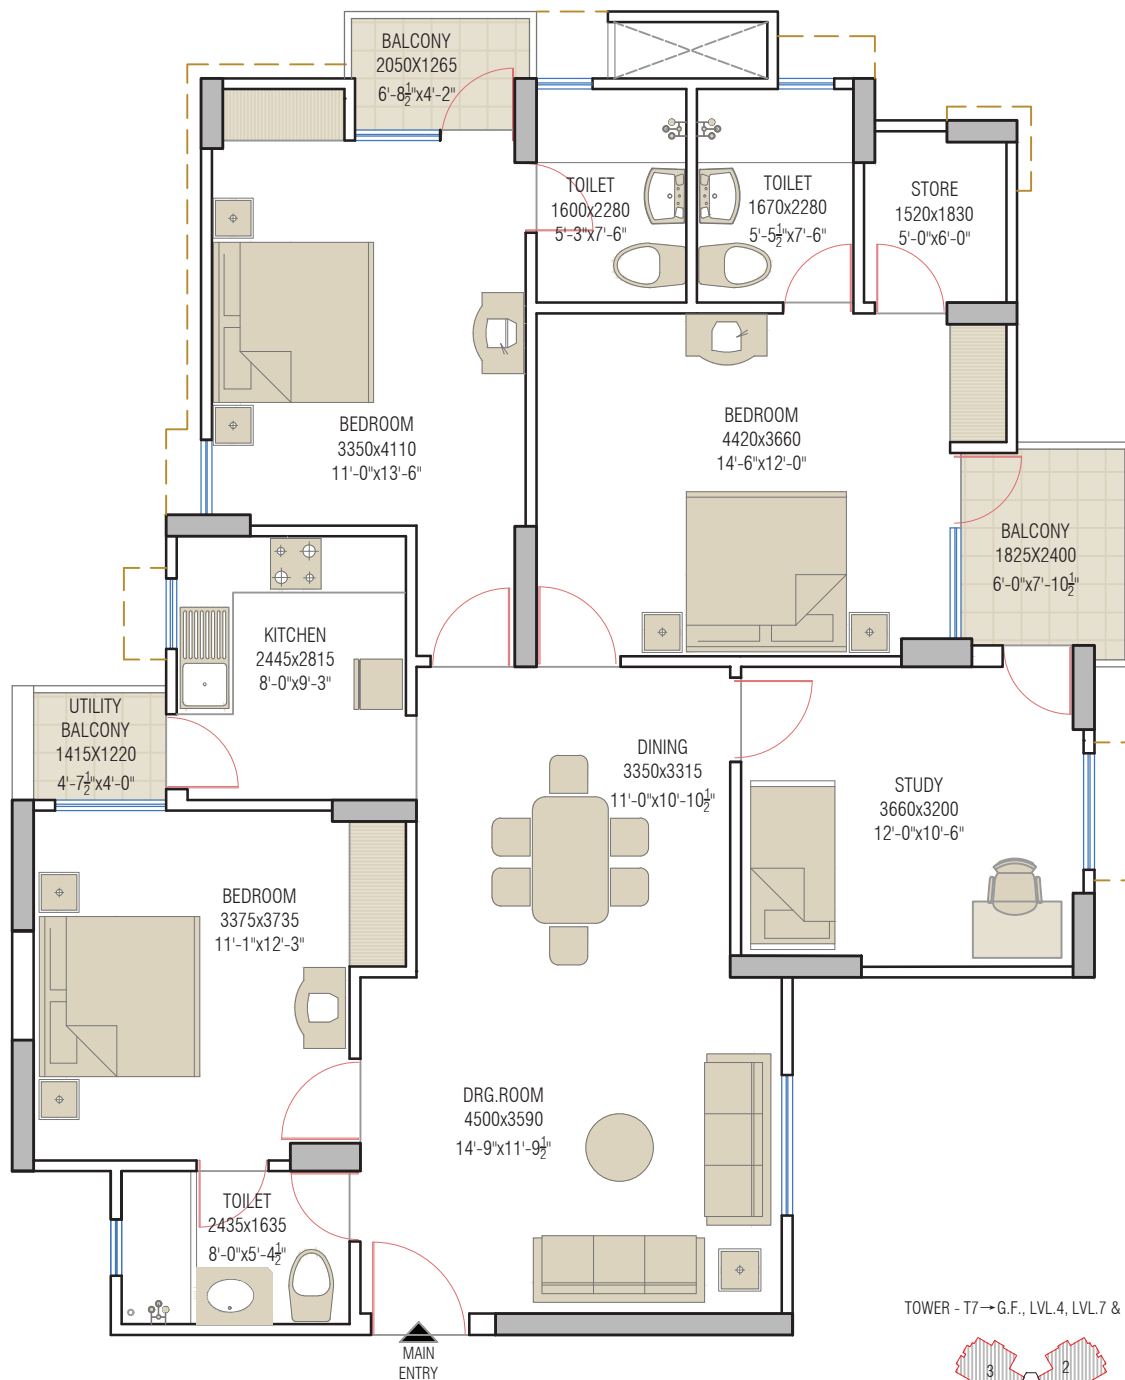 BALCONY
2050X1265
6'-8½"x4'-2"
TOILET
1600x2280
5'-3"x7'-6"
TOILET
1670x2280
5'-5½"x7'-6"
STORE
1520x1830
5'-0"x6'-0"
BEDROOM
3350x4110
11'-0"x13'-6"
BEDROOM
4420x3660
14'-6"x12'-0"
BALCONY
1825X2400
6'-0"x7'-10½"
KITCHEN
2445x2815
8'-0"x9'-3"
UTILITY
BALCONY
1415X1220
4'-7½"x4'-0"
DINING
3350x3315
11'-0"x10'-10½"
STUDY
3660x3200
12'-0"x10'-6"
BEDROOM
3375x3735
11'-1"x12'-3"
DRG.ROOM
4500x3590
14'-9"x11'-9½"
TOILET
2435x1635
8'-0"x5'-4½"
MAIN
ENTRY
TOWER - T7→G.F., LVL.4, LVL.7 &
3 2